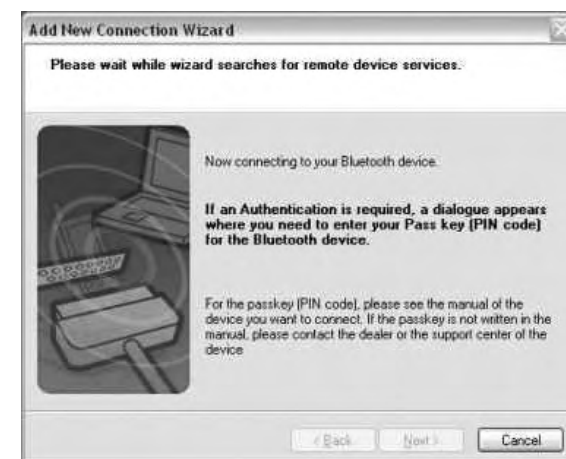 Add New Connection Wizard
Please wait while wizard searches for remote device services.
Now connecting to your Bluetooth device.
If an Authentication is required, a dialogue appears
where you need to enter your Pass key (PIN code)
for the Bluetooth device.
For the passkey (PIN code), please see the manual of the
device you want to connect. If the passkey is not written in the
manual, please contact the dealer or the support center of the
device
< Back Next > Cancel